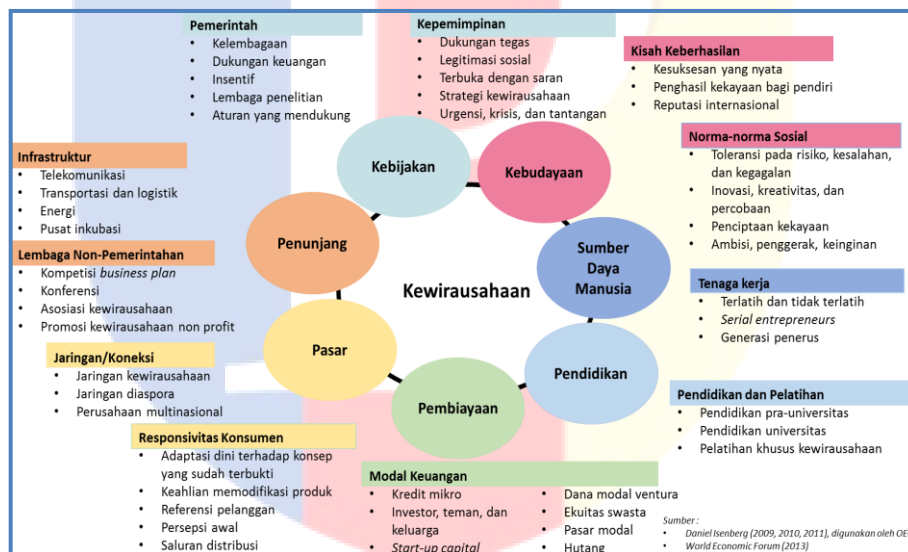 Pemerintah
• Kelembagaan
• Dukungan keuangan
• Insentif
• Lembaga penelitian
• Aturan yang mendukung
Kepemimpinan
• Dukungan tegas
• Legitimasi sosial
• Terbuka dengan saran
• Strategi kewirausahaan
• Urgensi, krisis, dan tantangan
Kisah Keberhasilan
• Kesuksesan yang nyata
• Penghasil kekayaan bagi pendiri
• Reputasi internasional
Norma-norma Sosial
• Toleransi pada risiko, kesalahan,
dan kegagalan
• Inovasi, kreativitas, dan
percobaan
• Penciptaan kekayaan
• Ambisi, penggerak, keinginan
Infrastruktur
• Telekomunikasi
• Transportasi dan logistik
• Energi
• Pusat inkubasi
Lembaga Non-Pemerintahan
• Kompetisi business plan
• Konferensi
• Asosiasi kewirausahaan
• Promosi kewirausahaan non profit
Kebijakan
Kebudayaan
Penunjang
Sumber
Daya
Manusia
Kewirausahaan
Pasar
Pendidikan
Pembiayaan
Tenaga kerja
• Terlatih dan tidak terlatih
• Serial entrepreneurs
• Generasi penerus
Jaringan/Koneksi
• Jaringan kewirausahaan
• Jaringan diaspora
• Perusahaan multinasional
Pendidikan dan Pelatihan
• Pendidikan pra-universitas
• Pendidikan universitas
• Pelatihan khusus kewirausahaan
Responsivitas Konsumen
• Adaptasi dini terhadap konsep
yang sudah terbukti
• Keahlian memodifikasi produk
• Referensi pelanggan
• Persepsi awal
• Saluran distribusi
Modal Keuangan
• Kredit mikro
• Investor, teman, dan
keluarga
• Start-up capital
• Dana modal ventura
• Ekuitas swasta
• Pasar modal
• Hutang
Sumber :
• Daniel Isenberg (2009, 2010, 2011), digunakan oleh OE
• World Economic Forum (2013)